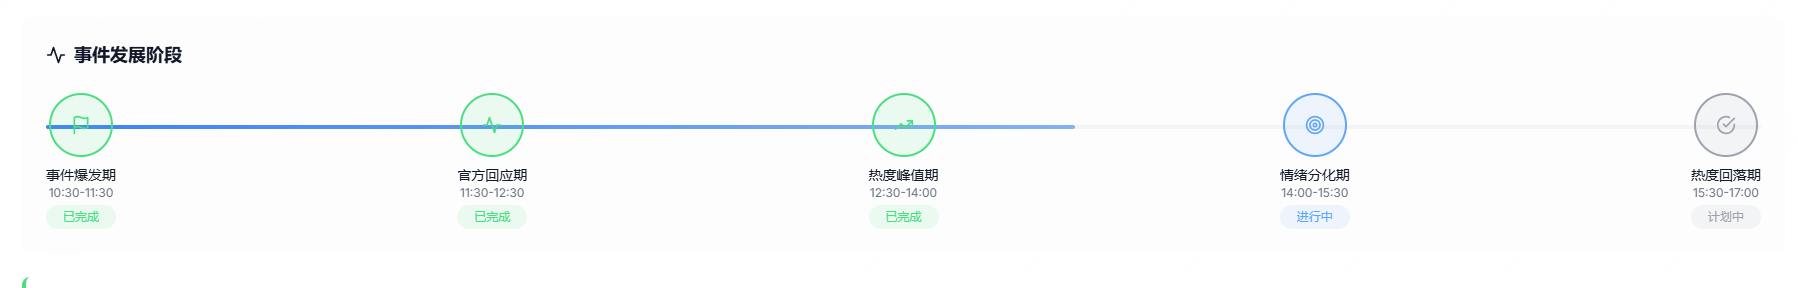 事件发展阶段
事件爆发期
10:30-11:30
已完成
官方回应期
11:30-12:30
已完成
热度峰值期
12:30-14:00
已完成
情绪分化期
14:00-15:30
进行中
热度回落期
15:30-17:00
计划中